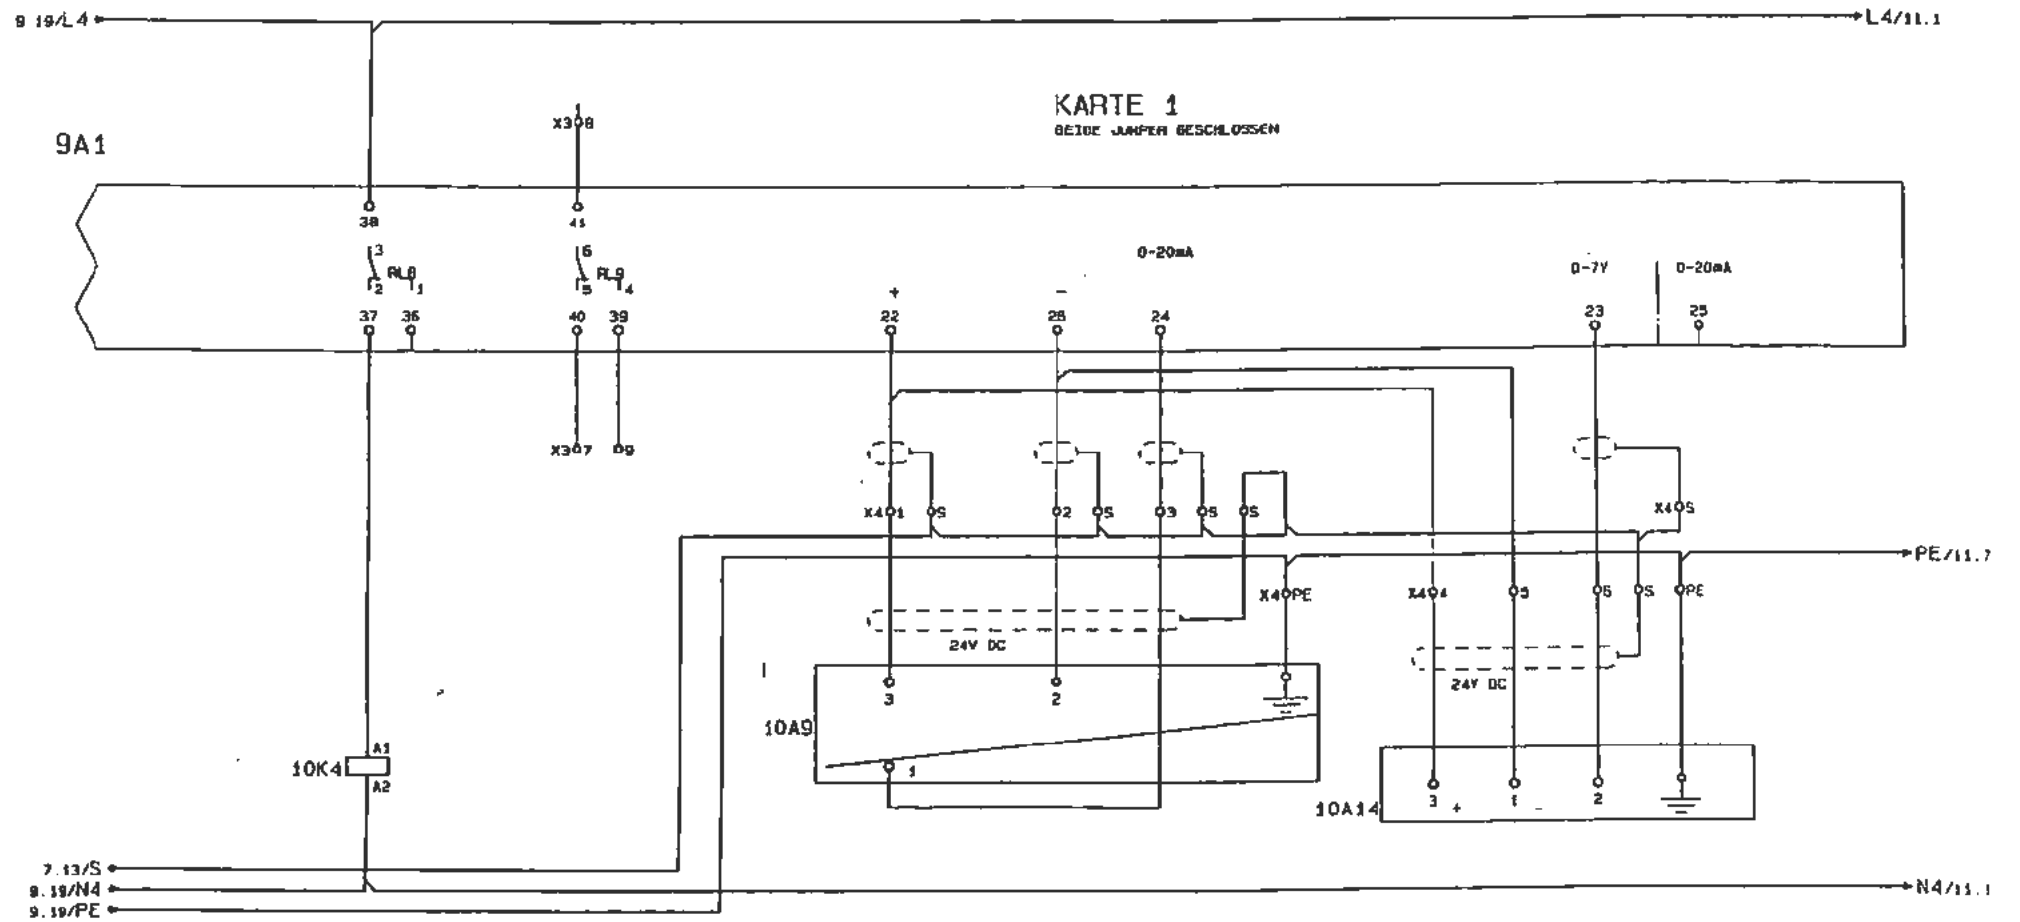 9.19/L4
L4/11.1
KARTE 1
BEIDE JUMPER GESCHLOSSEN
X3 8
9A1
38
41
3
6
0-20mA
0-7V
0-20mA
RL8
RL9
2
1
5
4
+
-
37
36
40
39
22
26
24
23
25
X3 7
9
X4 1
S
2
S
3
S
S
X4 S
PE/11.7
X4 PE
X4 4
5
6
S
PE
24V DC
24V DC
3
2
10A9
1
10K4
A1
A2
10A14
3
+
1
-
2
7.13/S
9.19/N4
N4/11.1
9.19/PE